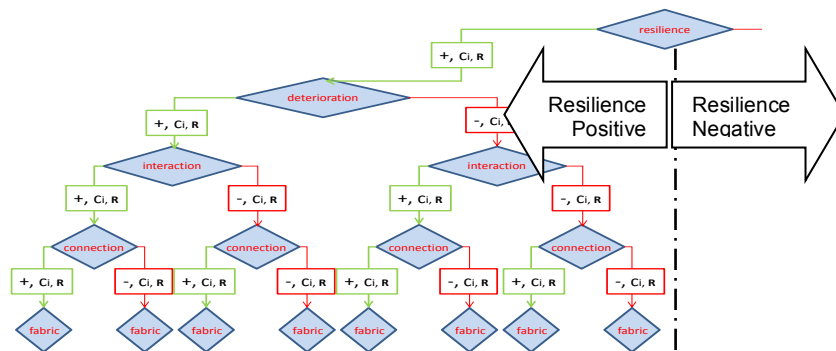 resilience
+, Ci, R
deterioration
Resilience
Positive
Resilience
Negative
+, Ci, R
-, Ci, R
interaction
interaction
+, Ci, R
-, Ci, R
+, Ci, R
-, Ci, R
connection
connection
connection
connection
+, Ci, R
-, Ci, R
+, Ci, R
-, Ci, R
+, Ci, R
-, Ci, R
+, Ci, R
-, Ci, R
fabric
fabric
fabric
fabric
fabric
fabric
fabric
fabric